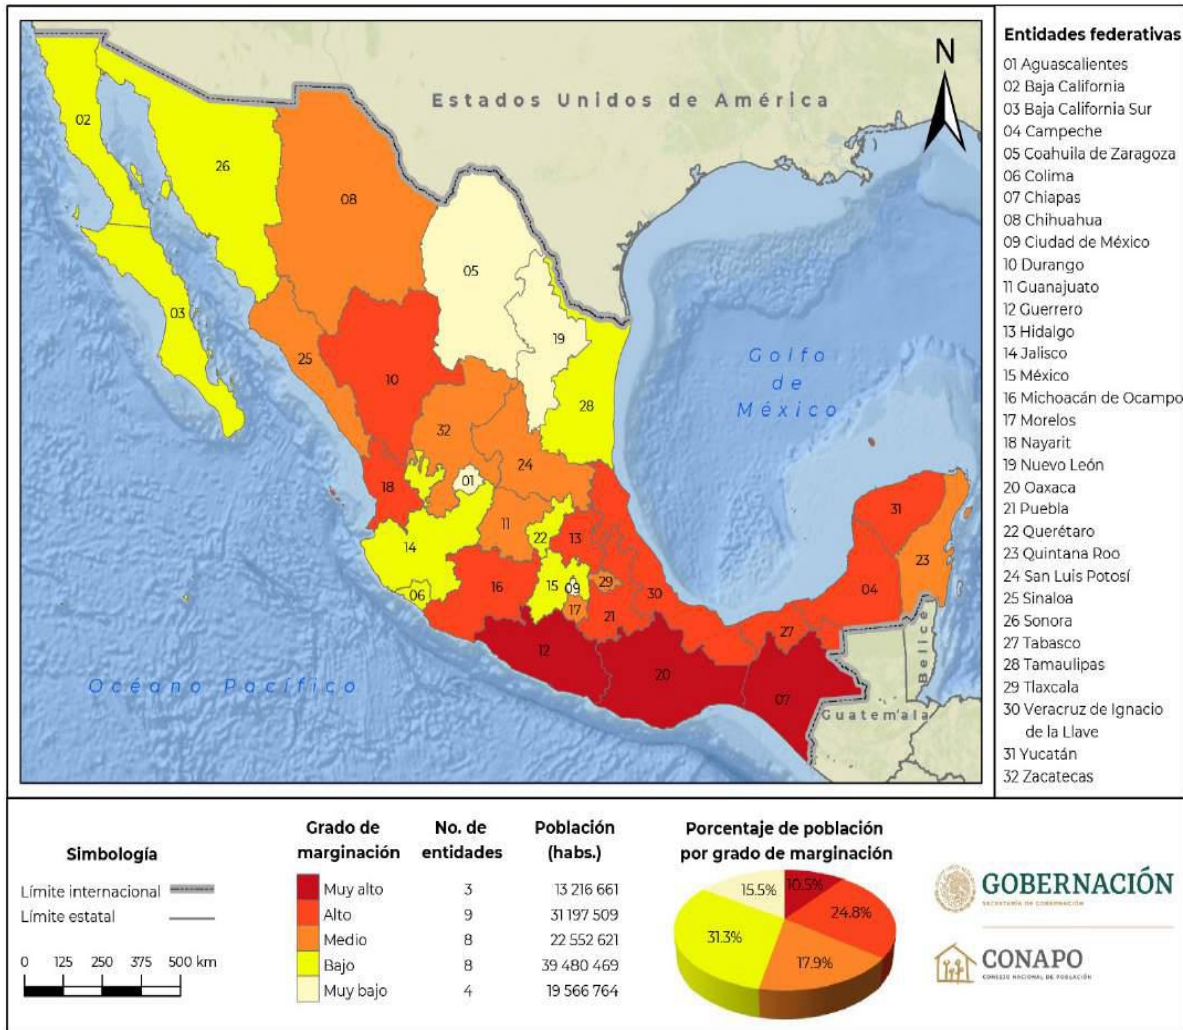 Estados Unidos de América
N
Golfo
de
México
Océano Pacífico
Belice
Guatemala
02
26
08
05
03
19
25
10
28
32
24
18
01
11
14
22
13
31
23
06
16
15
09
29
30
04
17
21
27
12
20
07
Entidades federativas
01 Aguascalientes
02 Baja California
03 Baja California Sur
04 Campeche
05 Coahuila de Zaragoza
06 Colima
07 Chiapas
08 Chihuahua
09 Ciudad de México
10 Durango
11 Guanajuato
12 Guerrero
13 Hidalgo
14 Jalisco
15 México
16 Michoacán de Ocampo
17 Morelos
18 Nayarit
19 Nuevo León
20 Oaxaca
21 Puebla
22 Querétaro
23 Quintana Roo
24 San Luis Potosí
25 Sinaloa
26 Sonora
27 Tabasco
28 Tamaulipas
29 Tlaxcala
30 Veracruz de Ignacio
de la Llave
31 Yucatán
32 Zacatecas
Simbología
Límite internacional
Límite estatal
0 125 250 375 500 km
Grado de marginación No. de entidades Población (habs.)
Muy alto 3 13 216 661
Alto 9 31 197 509
Medio 8 22 552 621
Bajo 8 39 480 469
Muy bajo 4 19 566 764
Porcentaje de población
por grado de marginación
10.5%
24.8%
17.9%
31.3%
15.5%
GOBERNACIÓN
SECRETARÍA DE GOBERNACIÓN
CONAPO
CONSEJO NACIONAL DE POBLACIÓN